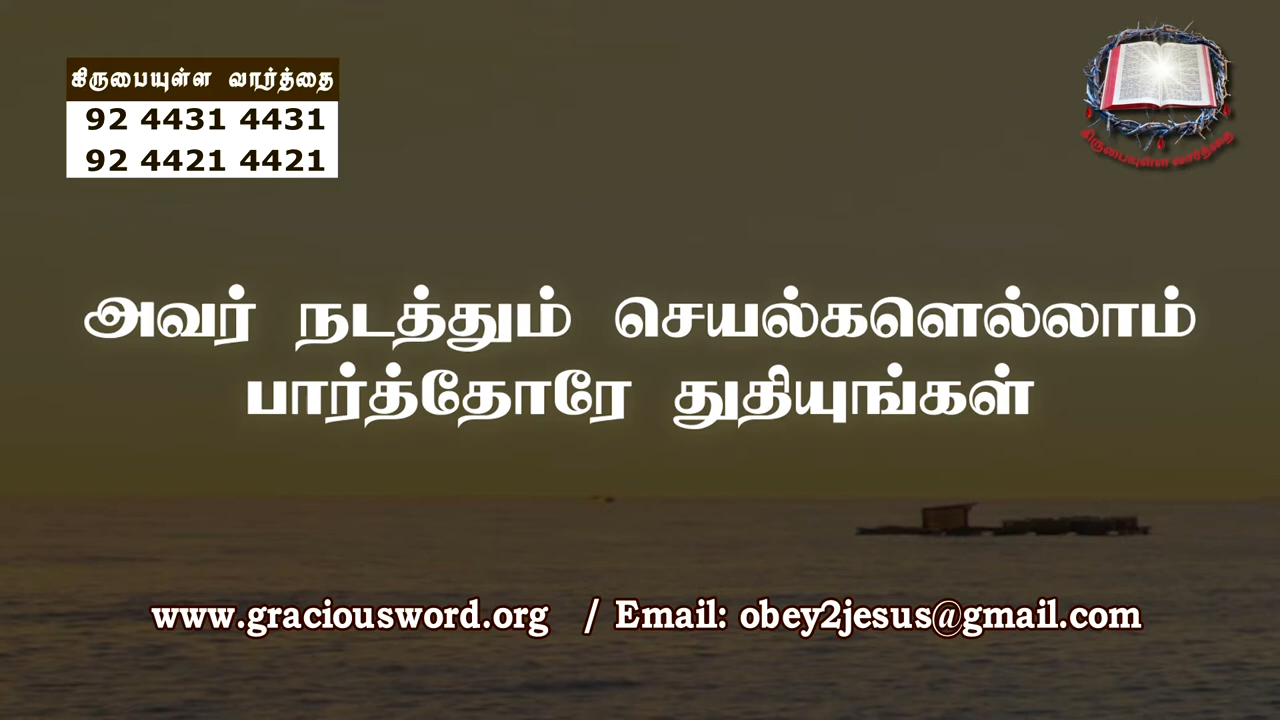 கிருபையுள்ள வார்த்தை
92 4431 4431
92 4421 4421
கிருபையுள்ள வார்த்தை
அவர் நடத்தும் செயல்களெல்லாம்
பார்த்தோரே துதியுங்கள்
www.graciousword.org / Email: obey2jesus@gmail.com